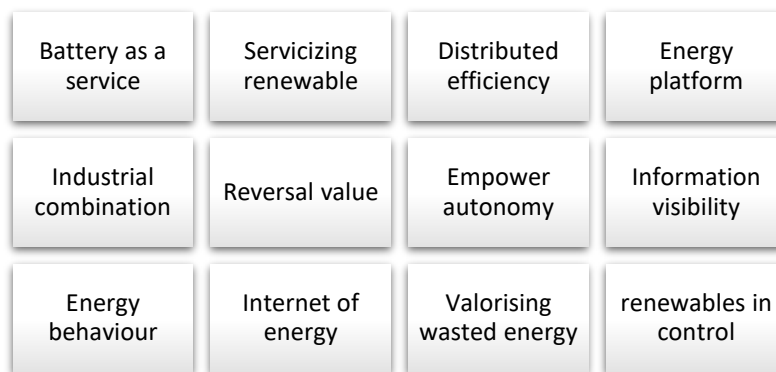 Battery as a
service
Servicizing
renewable
Distributed
efficiency
Energy
platform
Industrial
combination
Reversal value
Empower
autonomy
Information
visibility
Energy
behaviour
Internet of
energy
Valorising
wasted energy
renewables in
control